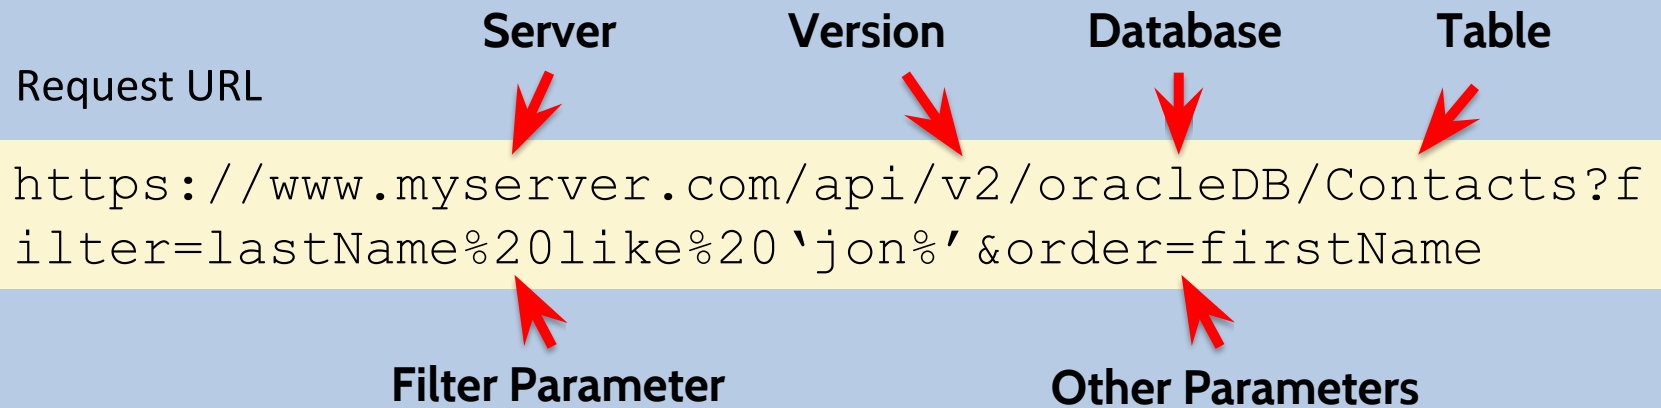 Server Version Database Table
Request URL
https://www.myserver.com/api/v2/oracleDB/Contacts?f
ilter=lastName%20like%20‘jon%’&order=firstName
Filter Parameter Other Parameters